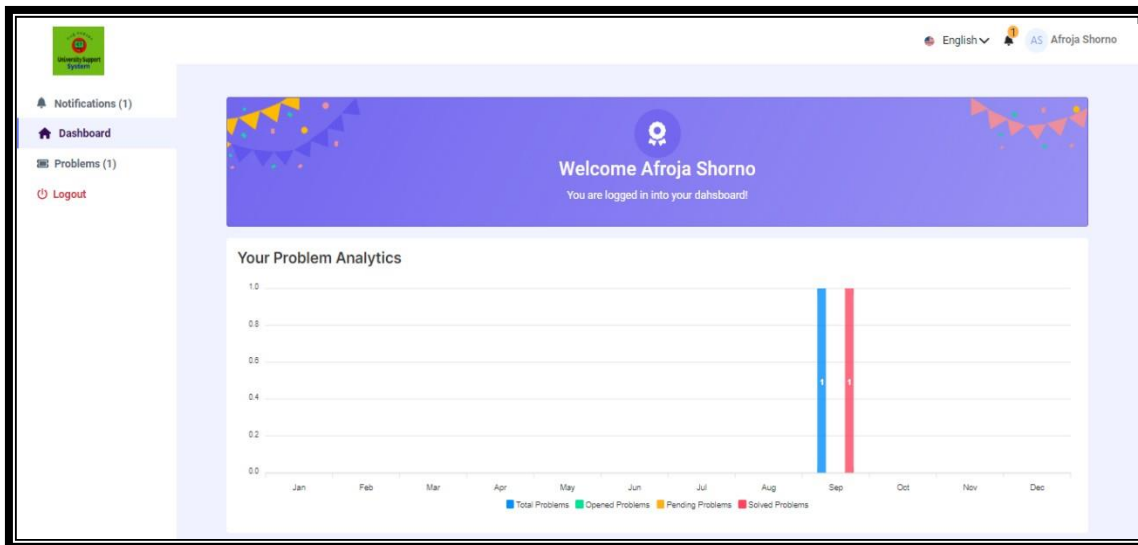 University Support
System
English
1
AS
Afroja Shorno
Notifications (1)
Dashboard
Problems (1)
Logout
Welcome Afroja Shorno
You are logged in into your dahsboard!
Your Problem Analytics
1.0
0.8
0.6
0.4
0.2
0.0
1 1
Jan Feb Mar Apr May Jun Jul Aug Sep Oct Nov Dec
Total Problems Opened Problems Pending Problems Solved Problems